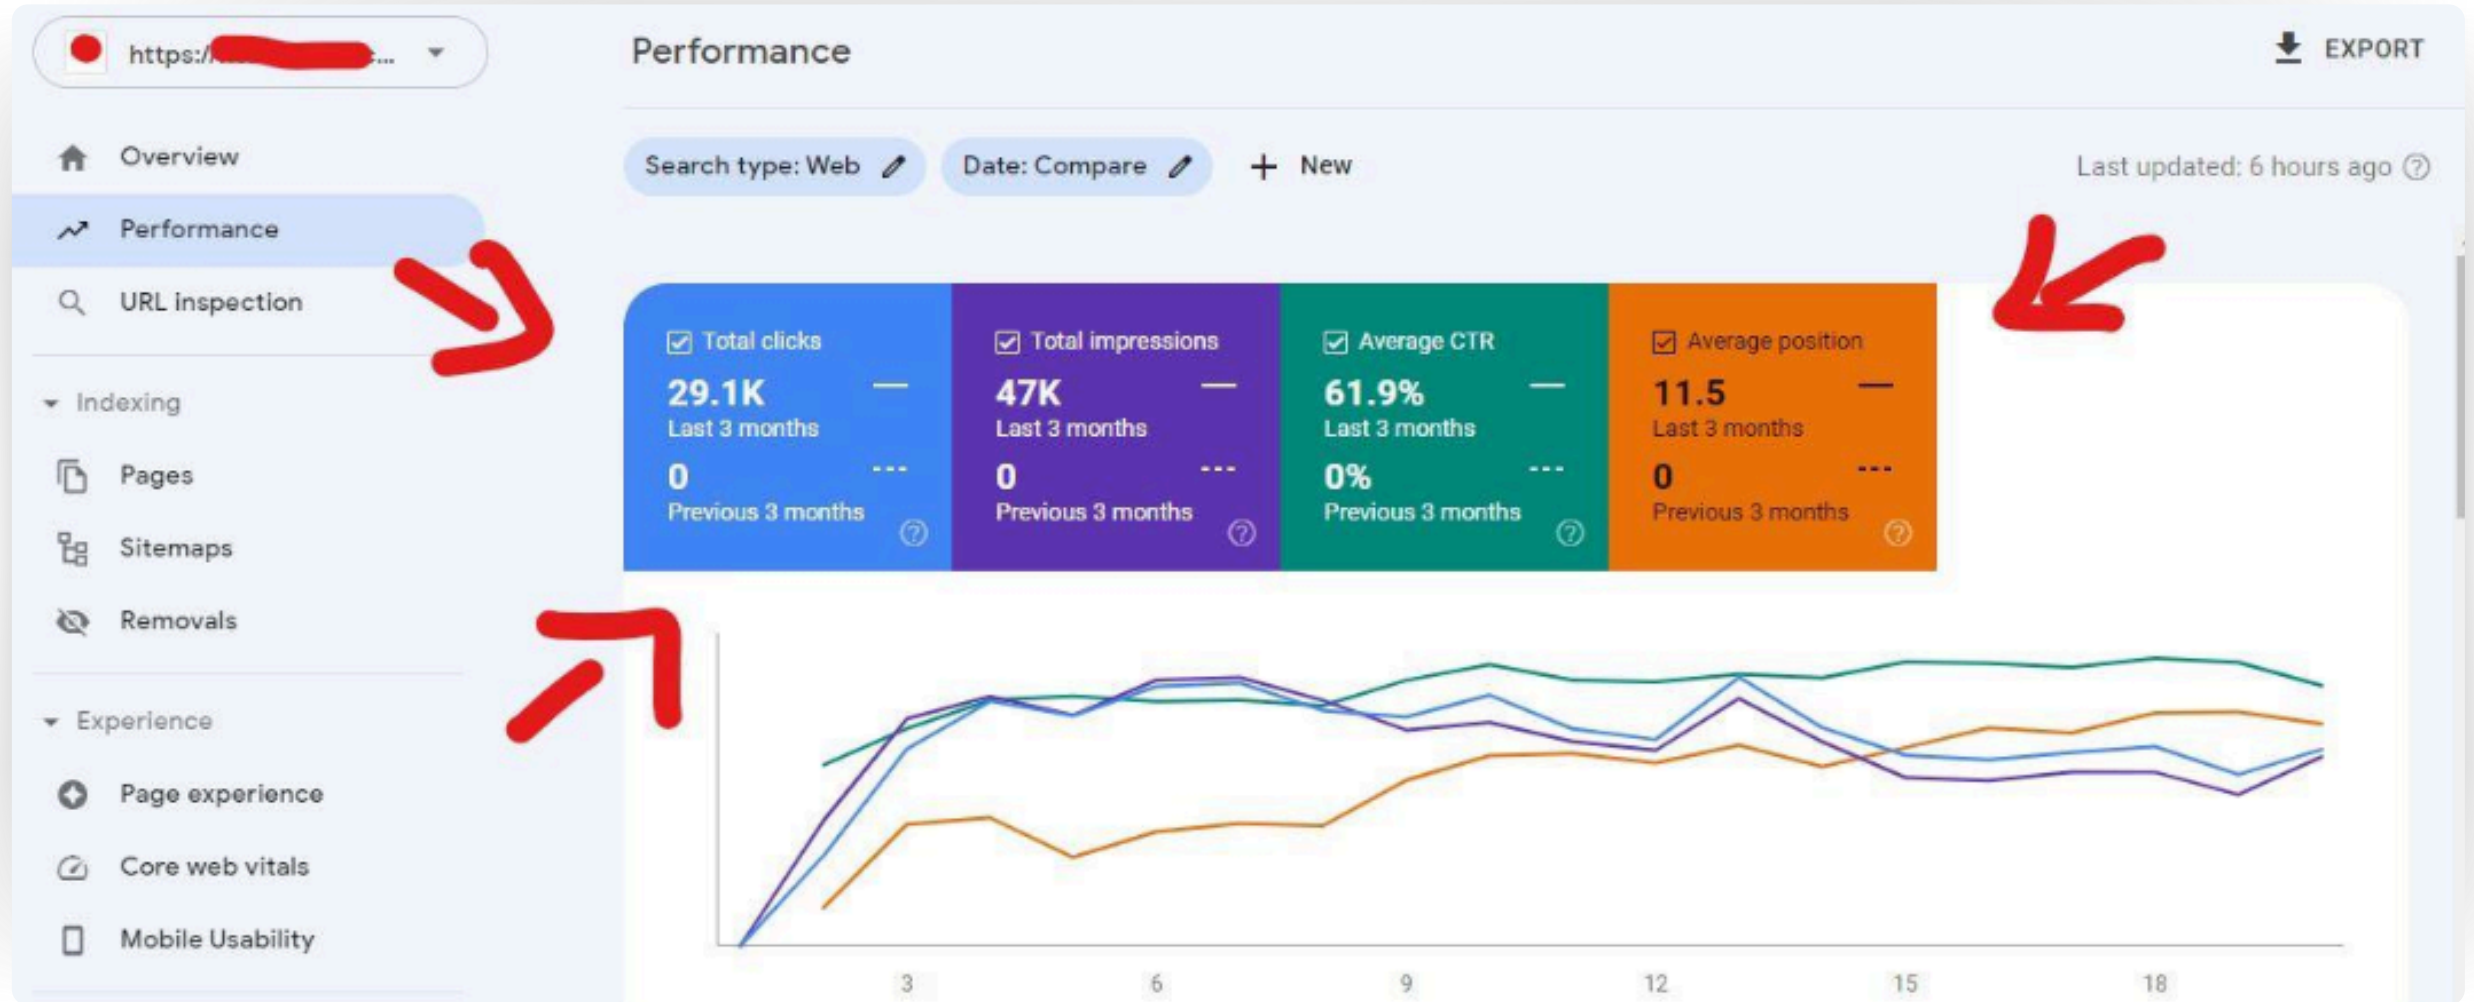 https:/
...
Performance
EXPORT
Overview
Performance
URL inspection
Indexing
Pages
Sitemaps
Removals
Experience
Page experience
Core web vitals
Mobile Usability
Search type: Web
Date: Compare
+ New
Last updated: 6 hours ago
Total clicks
29.1K
Last 3 months
0
Previous 3 months
Total impressions
47K
Last 3 months
0
Previous 3 months
Average CTR
61.9%
Last 3 months
0%
Previous 3 months
Average position
11.5
Last 3 months
0
Previous 3 months
3 6 9 12 15 18